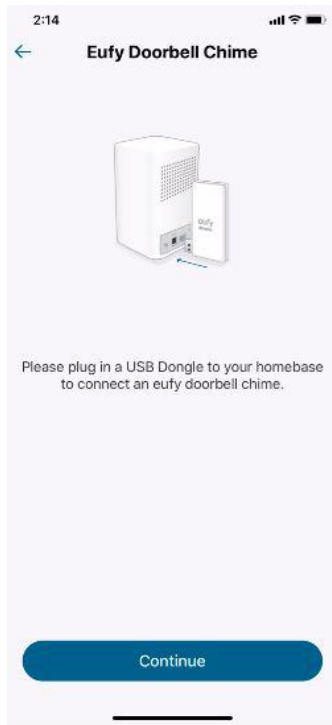 2:14
Eufy Doorbell Chime
eufy
Please plug in a USB Dongle to your homebase
to connect an eufy doorbell chime.
Continue